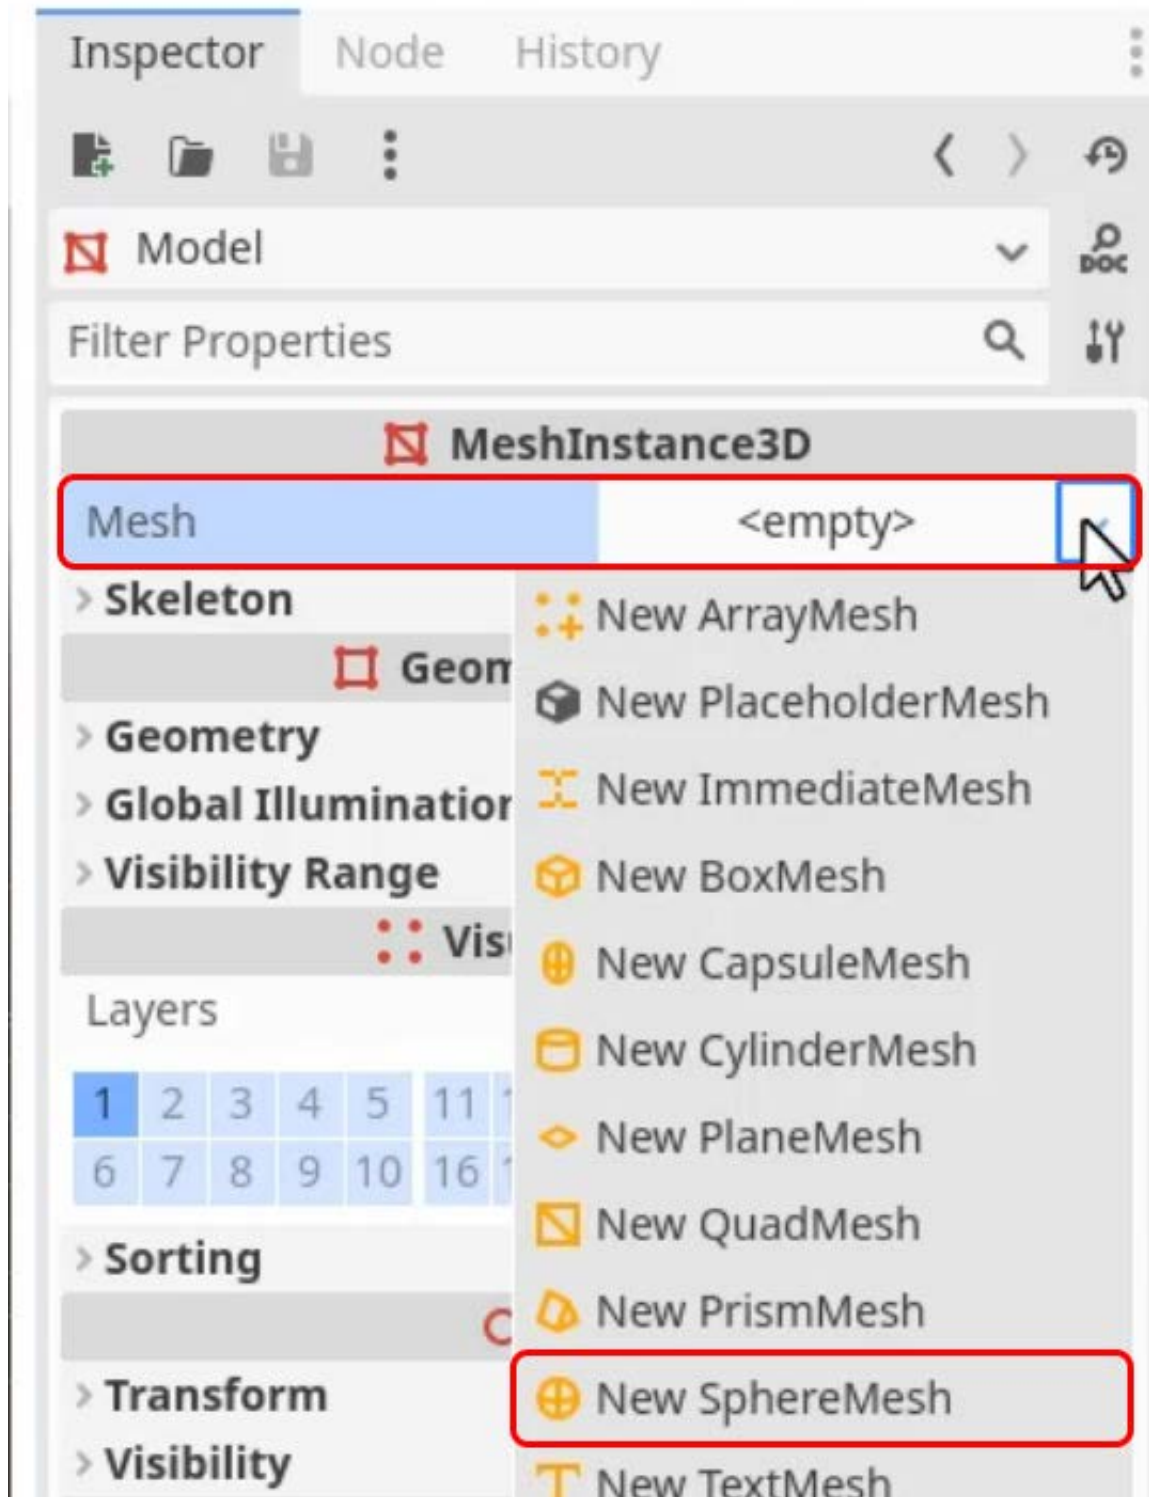 Inspector Node History
Model
DOC
Filter Properties
MeshInstance3D
Mesh <empty>
Skeleton
New ArrayMesh
New PlaceholderMesh
Geometry
New ImmediateMesh
Global Illumination
Visibility Range
New BoxMesh
New CapsuleMesh
Layers
New CylinderMesh
1 2 3 4 5 11
New PlaneMesh
6 7 8 9 10 16
New QuadMesh
Sorting
New PrismMesh
Transform
New SphereMesh
Visibility
New TextMesh